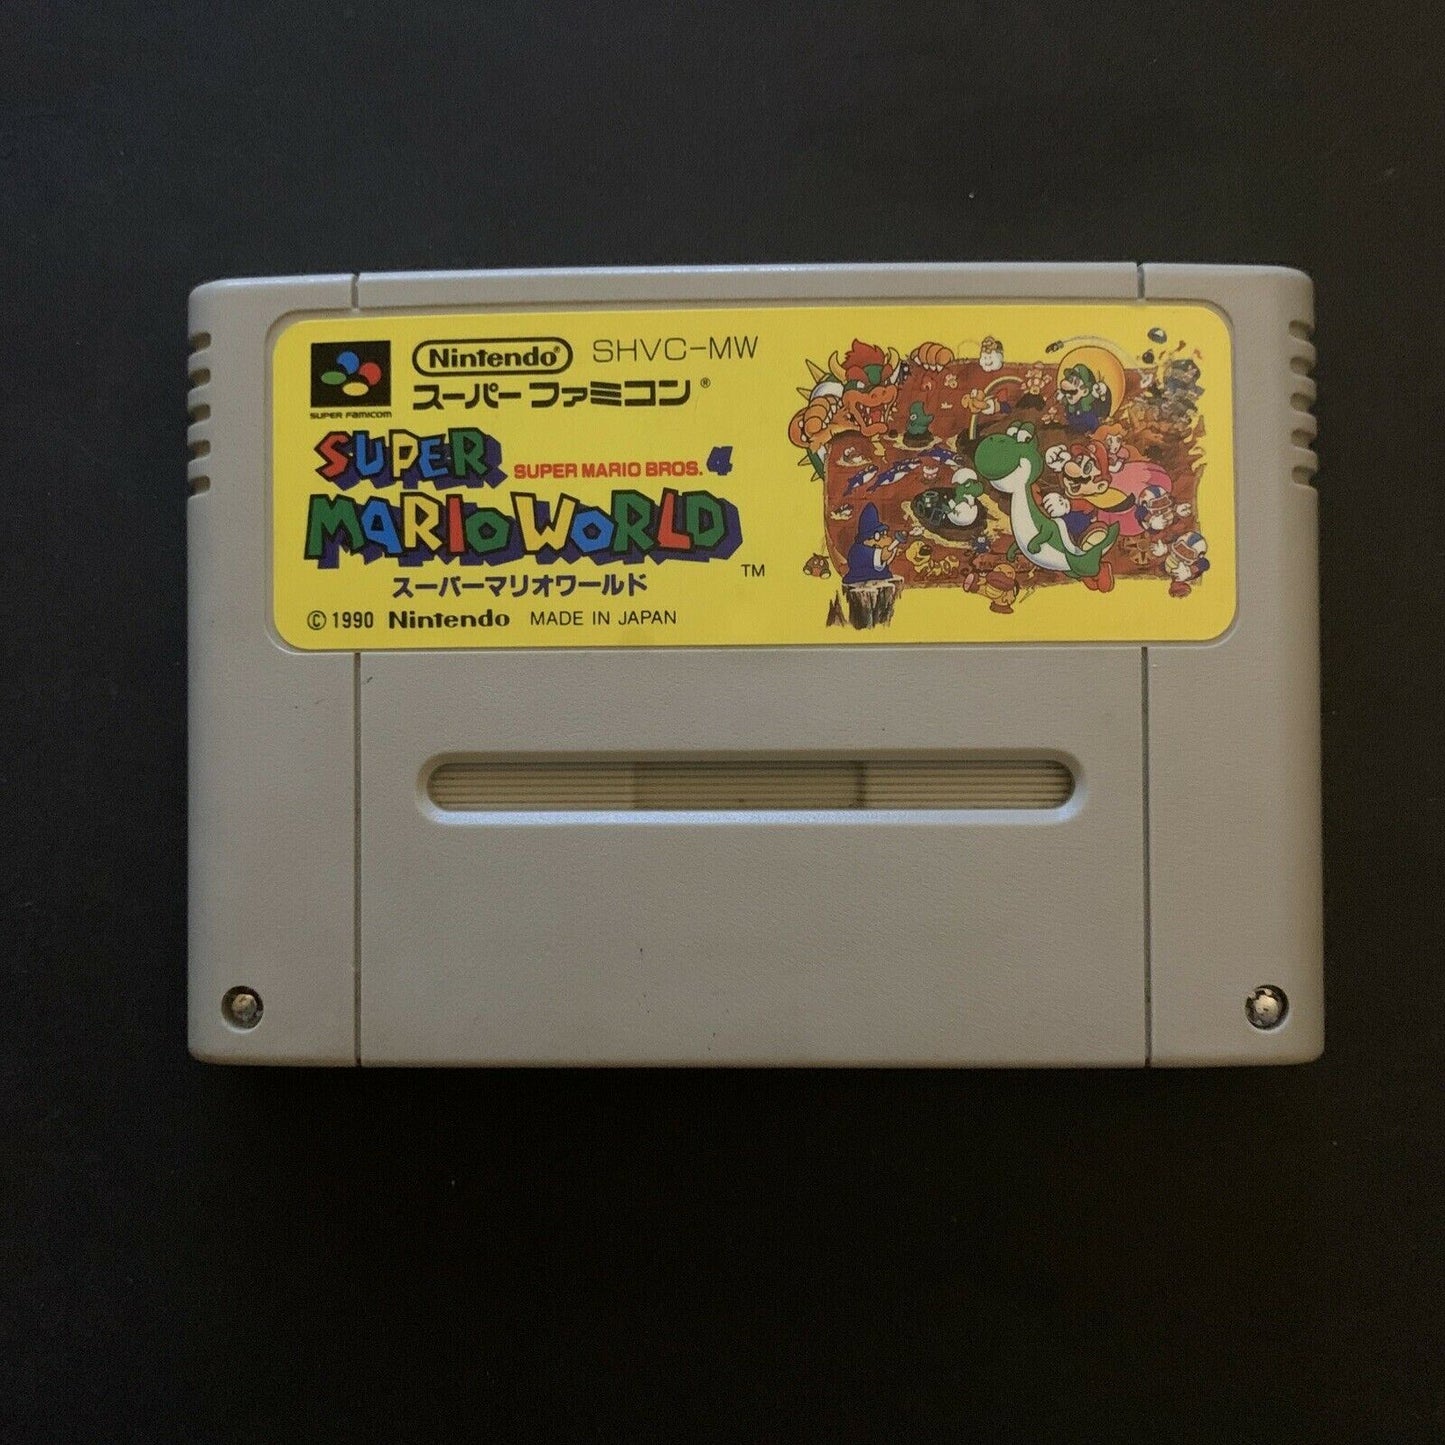 Nintendo® SHVC-MW
スーパーファミコン®
SUPER FAMICOM
SUPER SUPER MARIO BROS. 4
MARIO WORLD TM
スーパーマリオワールド
© 1990 Nintendo MADE IN JAPAN